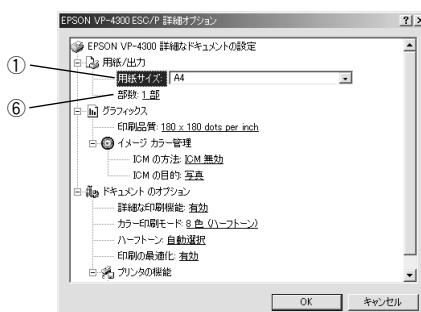 EPSON VP-4300 ESC/P 詳細オプション ? ×
EPSON VP-4300 詳細なドキュメントの設定
用紙/出力
① 用紙サイズ: A4
⑥ 部数: 1 部
グラフィックス
印刷品質: 180 x 180 dots per inch
イメージ カラー管理
ICM の方法: ICM 無効
ICM の目的: 写真
ドキュメント のオプション
詳細な印刷機能: 有効
カラー印刷モード: 8 色 (ハーフトーン)
ハーフトーン: 自動選択
印刷の最適化: 有効
プリンタの機能
OK キャンセル